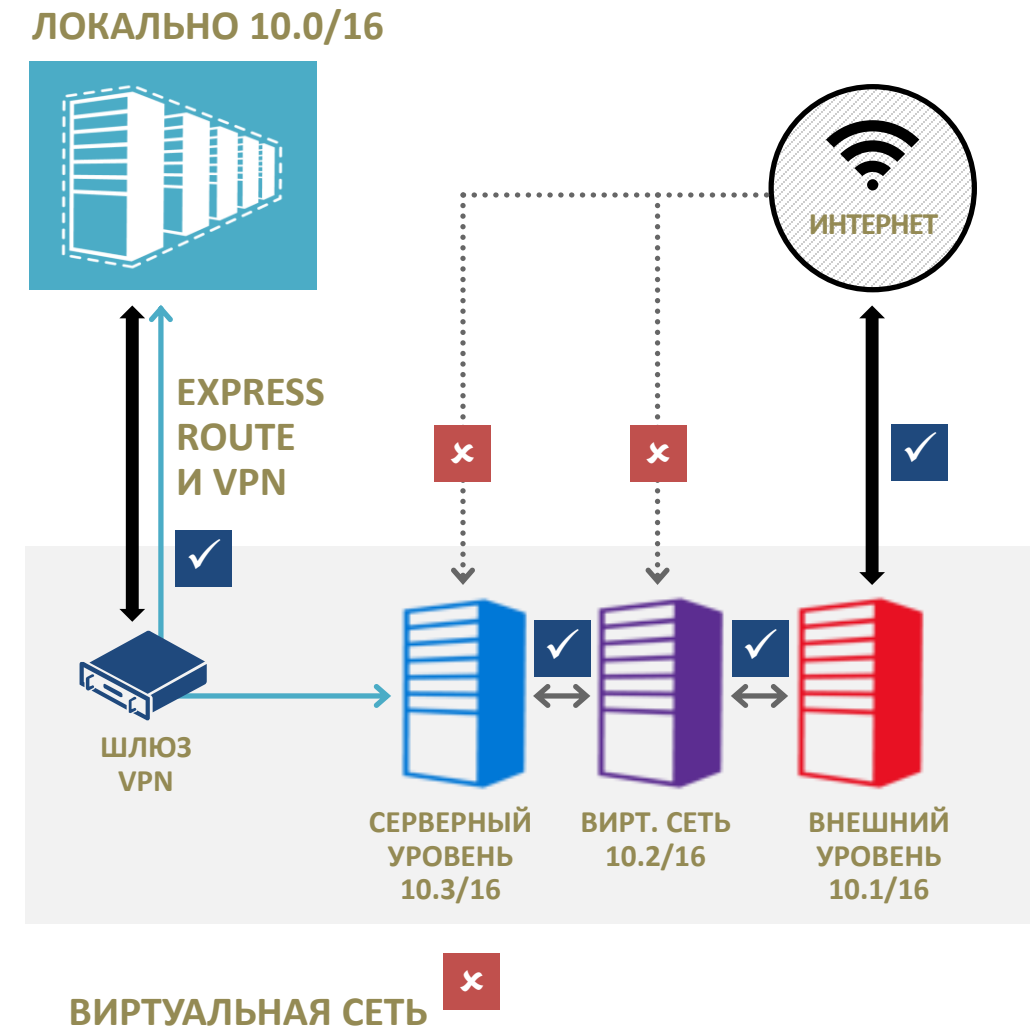 ЛОКАЛЬНО 10.0/16
ИНТЕРНЕТ
EXPRESS
ROUTE
И VPN
ШЛЮЗ
VPN
СЕРВЕРНЫЙ
УРОВЕНЬ
10.3/16
ВИРТ. СЕТЬ
10.2/16
ВНЕШНИЙ
УРОВЕНЬ
10.1/16
ВИРТУАЛЬНАЯ СЕТЬ